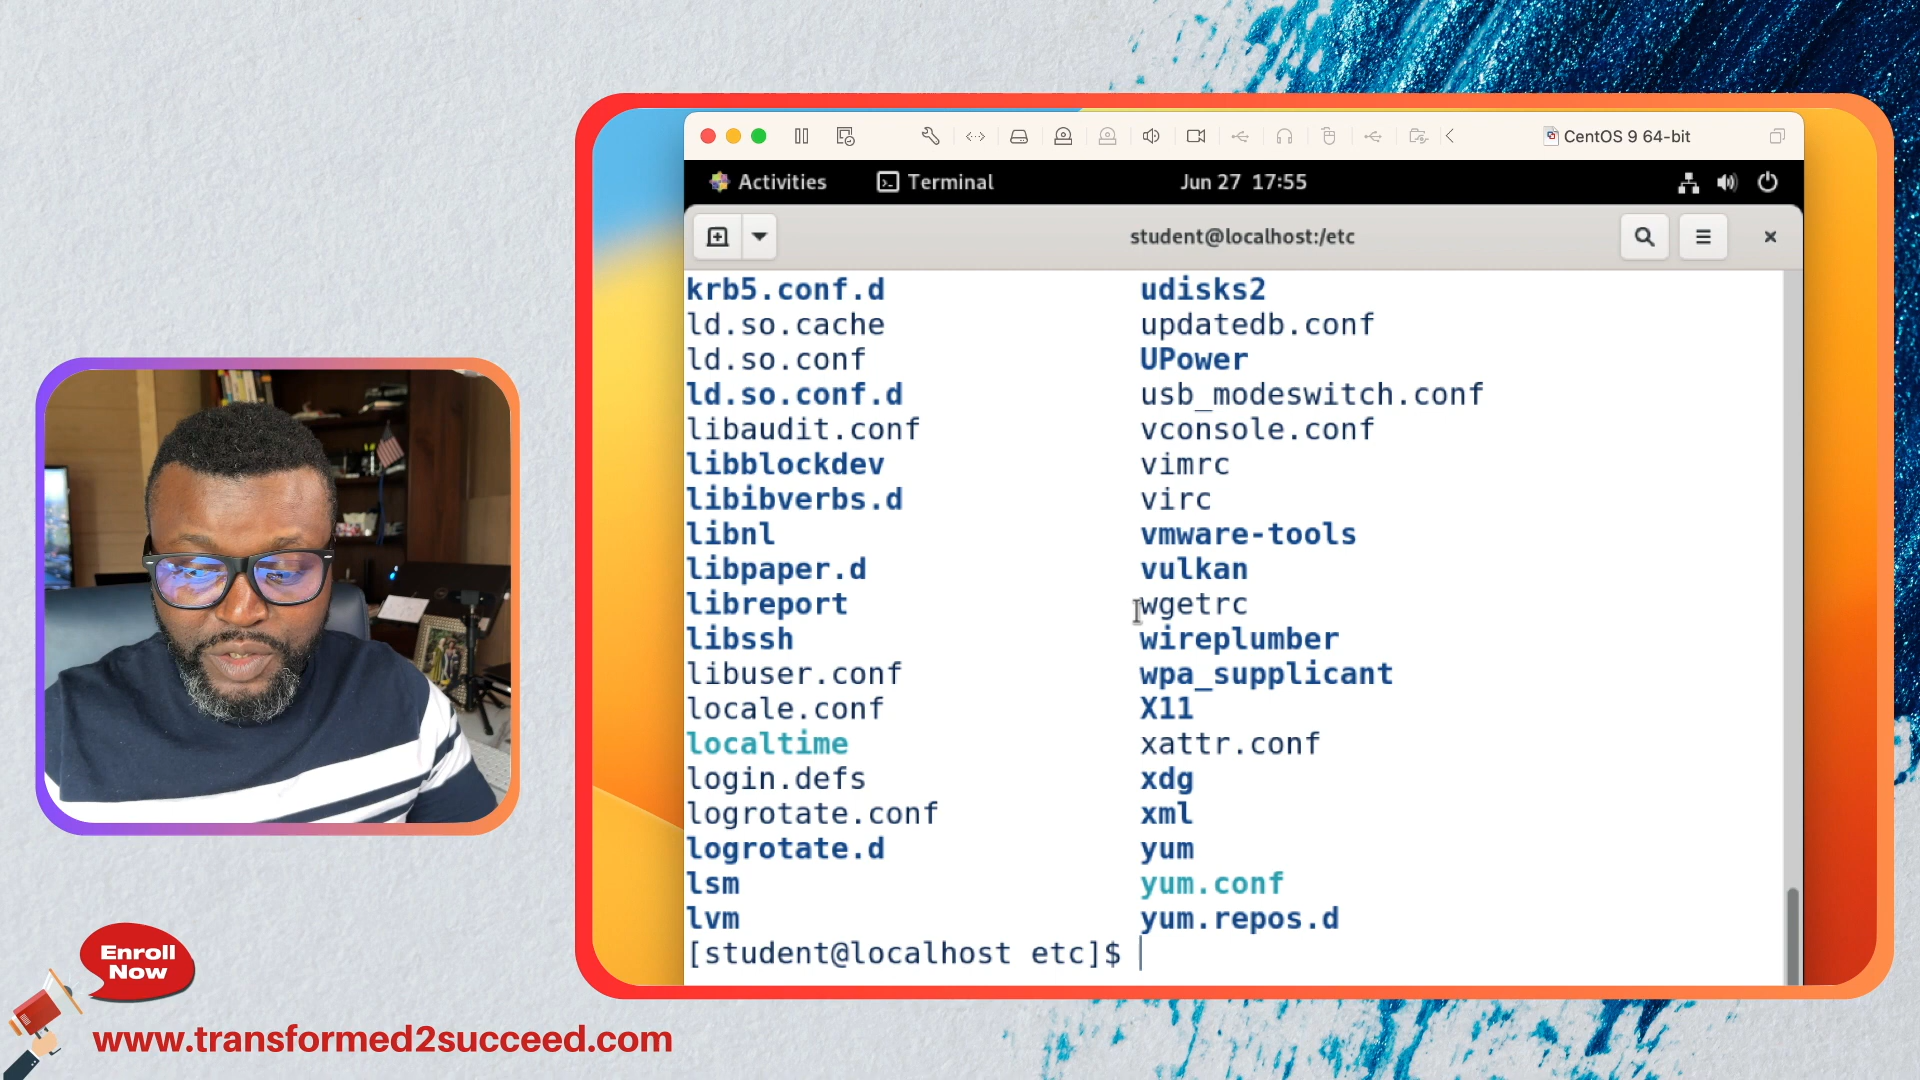 CentOS 9 64-bit
Activities Terminal Jun 27 17:55
student@localhost:/etc
krb5.conf.d udisks2
ld.so.cache updatedb.conf
ld.so.conf UPower
ld.so.conf.d usb_modeswitch.conf
libaudit.conf vconsole.conf
libblockdev vimrc
libibverbs.d virc
libnl vmware-tools
libpaper.d vulkan
libreport wgetrc
libssh wireplumber
libuser.conf wpa_supplicant
locale.conf X11
localtime xattr.conf
login.defs xdg
logrotate.conf xml
logrotate.d yum
lsm yum.conf
lvm yum.repos.d
[student@localhost etc]$
Enroll
Now
www.transformed2succeed.com